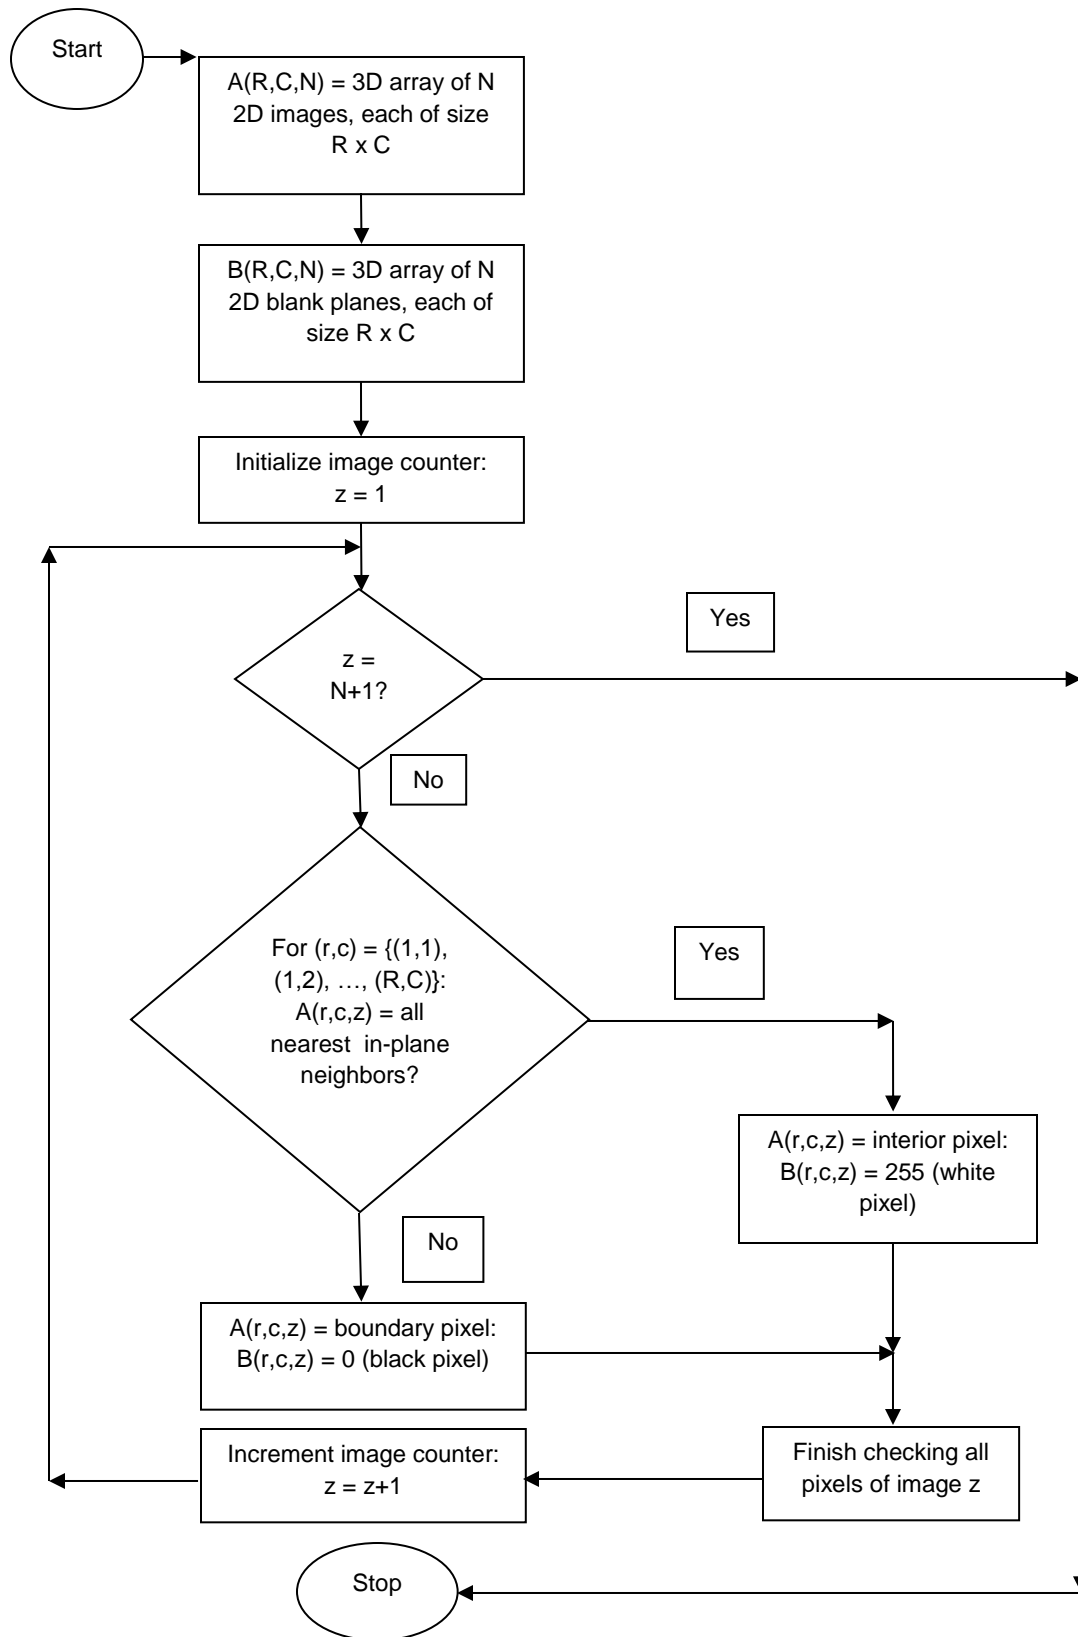 Start
A(R,C,N) = 3D array of N
2D images, each of size
R x C
B(R,C,N) = 3D array of N
2D blank planes, each of
size R x C
Initialize image counter:
z = 1
z =
N+1?
Yes
No
For (r,c) = {(1,1),
(1,2), …, (R,C)}:
A(r,c,z) = all
nearest in-plane
neighbors?
Yes
A(r,c,z) = interior pixel:
B(r,c,z) = 255 (white
pixel)
No
A(r,c,z) = boundary pixel:
B(r,c,z) = 0 (black pixel)
Finish checking all
pixels of image z
Increment image counter:
z = z+1
Stop